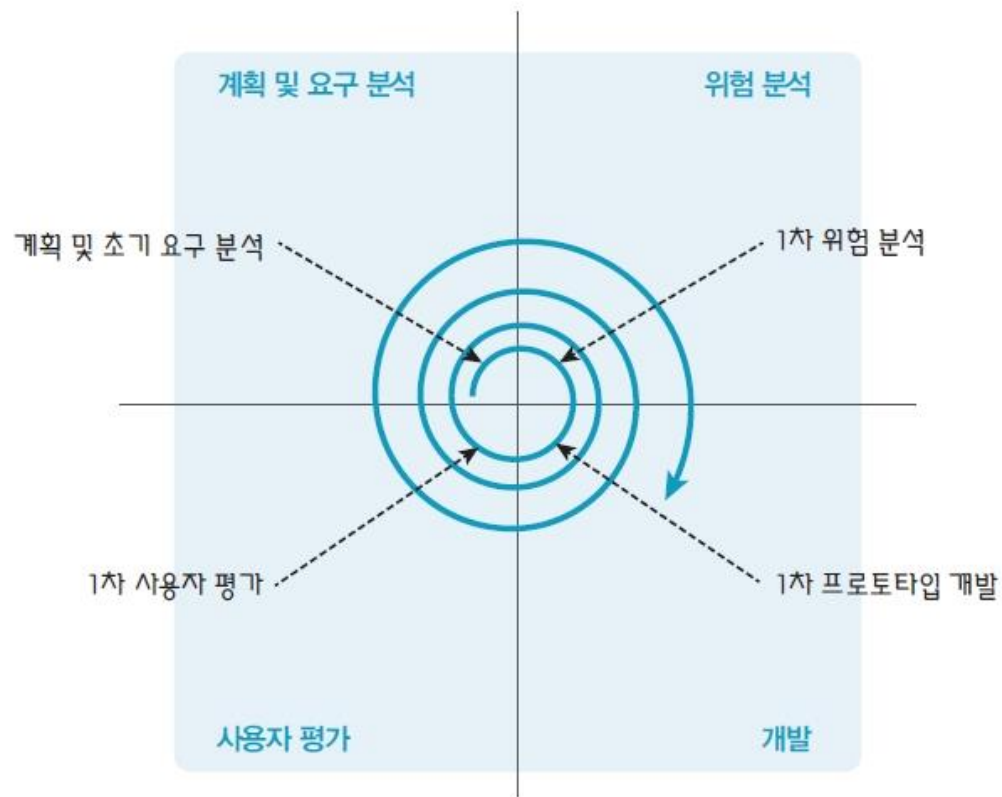 계획 및 요구 분석
위험 분석
계획 및 초기 요구 분석
1차 위험 분석
1차 사용자 평가
1차 프로토타입 개발
사용자 평가
개발